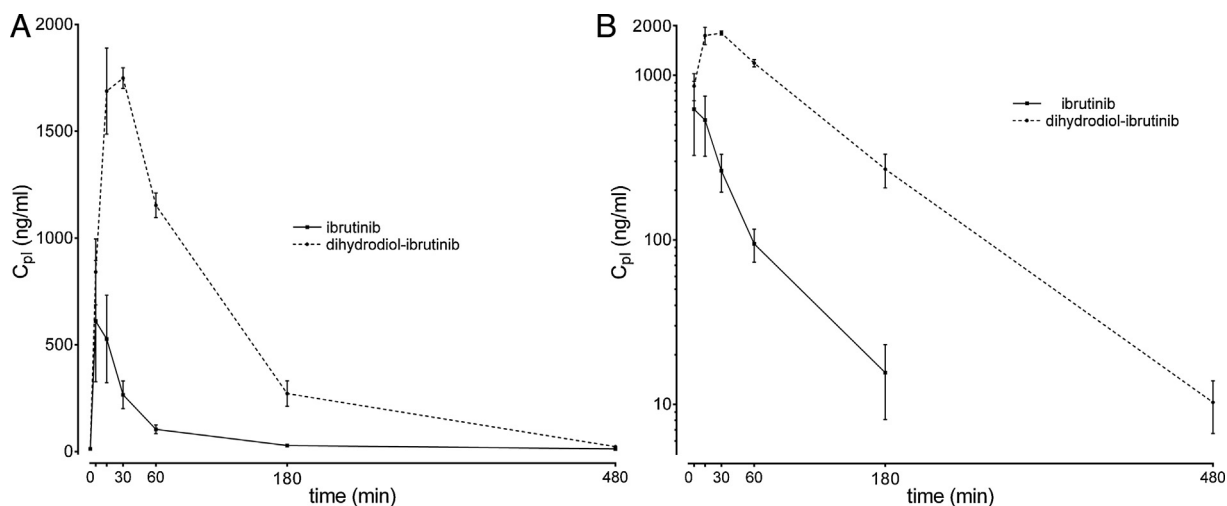 A
2000
1500
1000
500
0
C_pl (ng/ml)
ibrutinib
dihydrodiol-ibrutinib
0 30 60 180 480
time (min)
B
2000
1000
100
10
C_pl (ng/ml)
ibrutinib
dihydrodiol-ibrutinib
0 30 60 180 480
time (min)